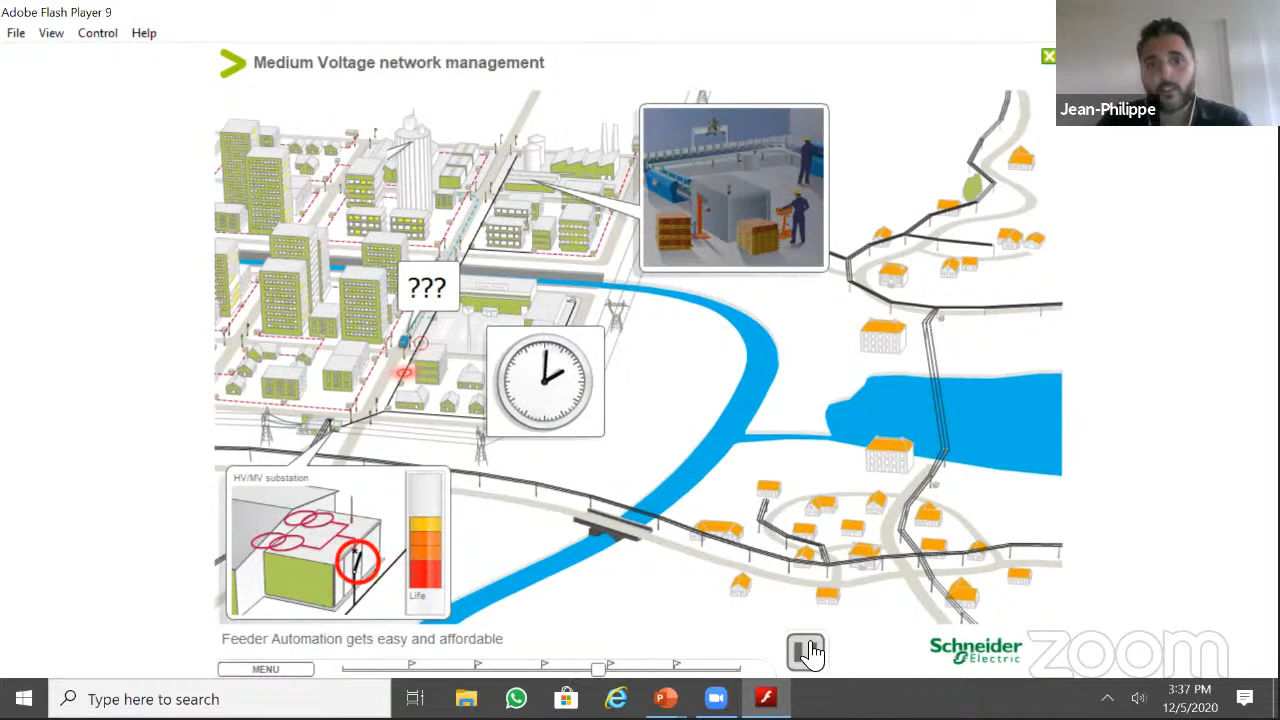 Adobe Flash Player 9
File View Control Help
Medium Voltage network management
Jean-Philippe
???
HV/MV substation
Life
Feeder Automation gets easy and affordable
MENU
Schneider
Electric
zoom
Type here to search
3:37 PM
12/5/2020